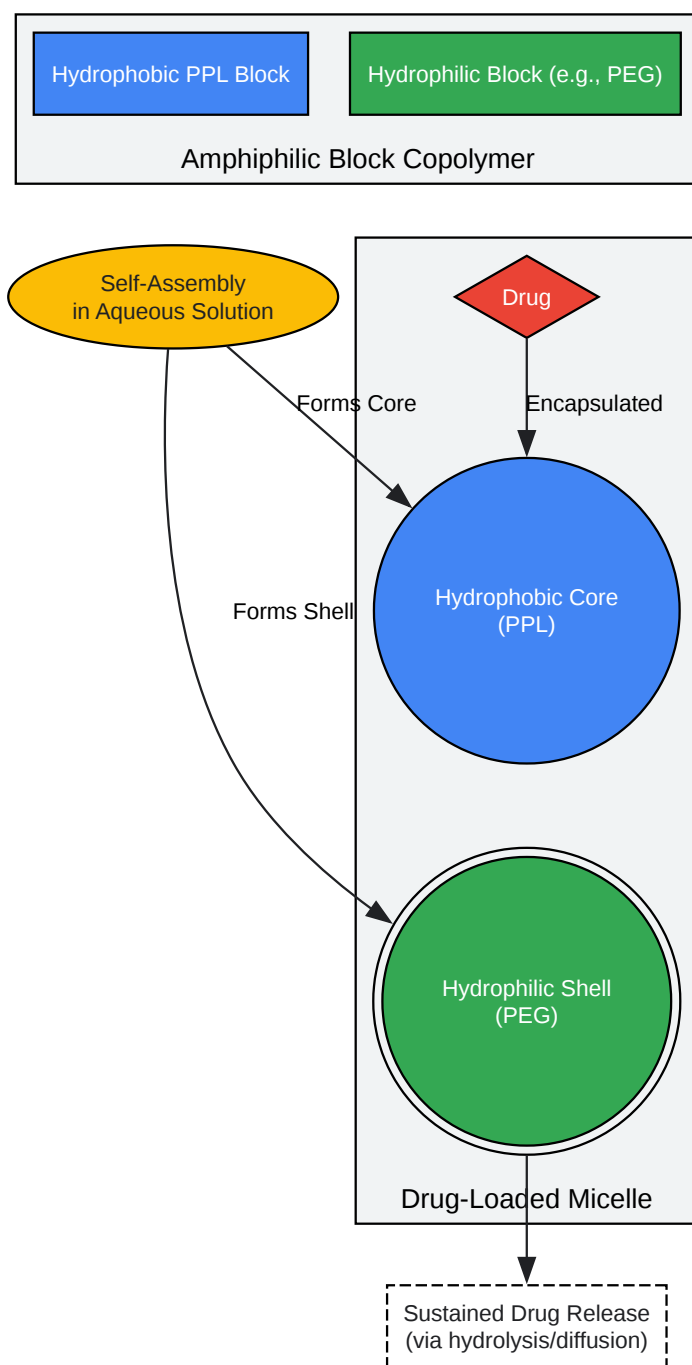 Hydrophobic PPL Block
Hydrophilic Block (e.g., PEG)
Amphiphilic Block Copolymer
Self-Assembly
in Aqueous Solution
Drug
Forms Core
Encapsulated
Hydrophobic Core
(PPL)
Forms Shell
Hydrophilic Shell
(PEG)
Drug-Loaded Micelle
Sustained Drug Release
(via hydrolysis/diffusion)